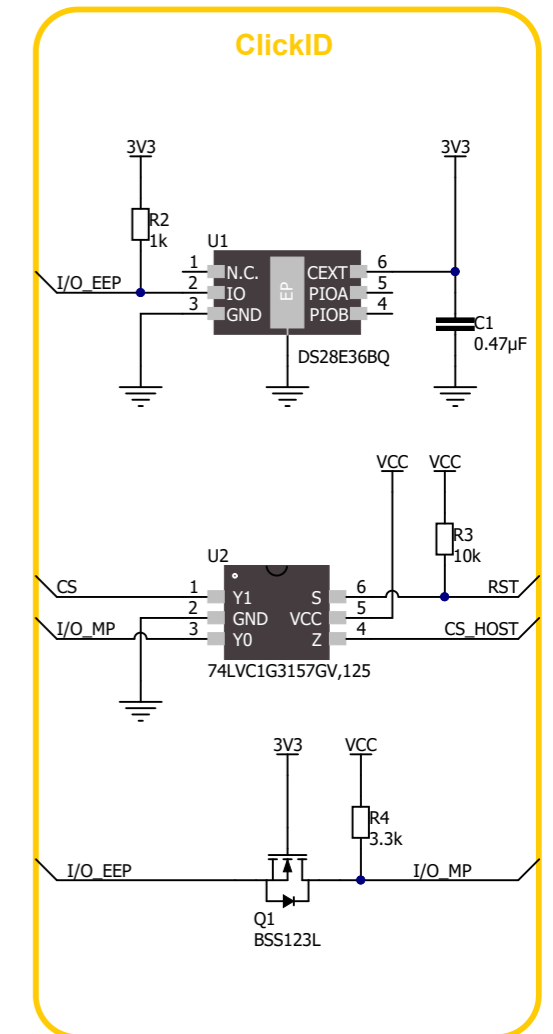 ClickID
3V3
3V3
R2
1k
U1
I/O_EEP
1 N.C. CEXT 6
2 IO EP PIOA 5
3 GND PIOB 4
DS28E36BQ
C1
0.47µF
VCC VCC
R3
10k
U2
CS 1 Y1 S 6 RST
2 GND VCC 5
I/O_MP 3 Y0 Z 4 CS_HOST
74LVC1G3157GV,125
3V3 VCC
R4
3.3k
I/O_EEP I/O_MP
Q1
BSS123L